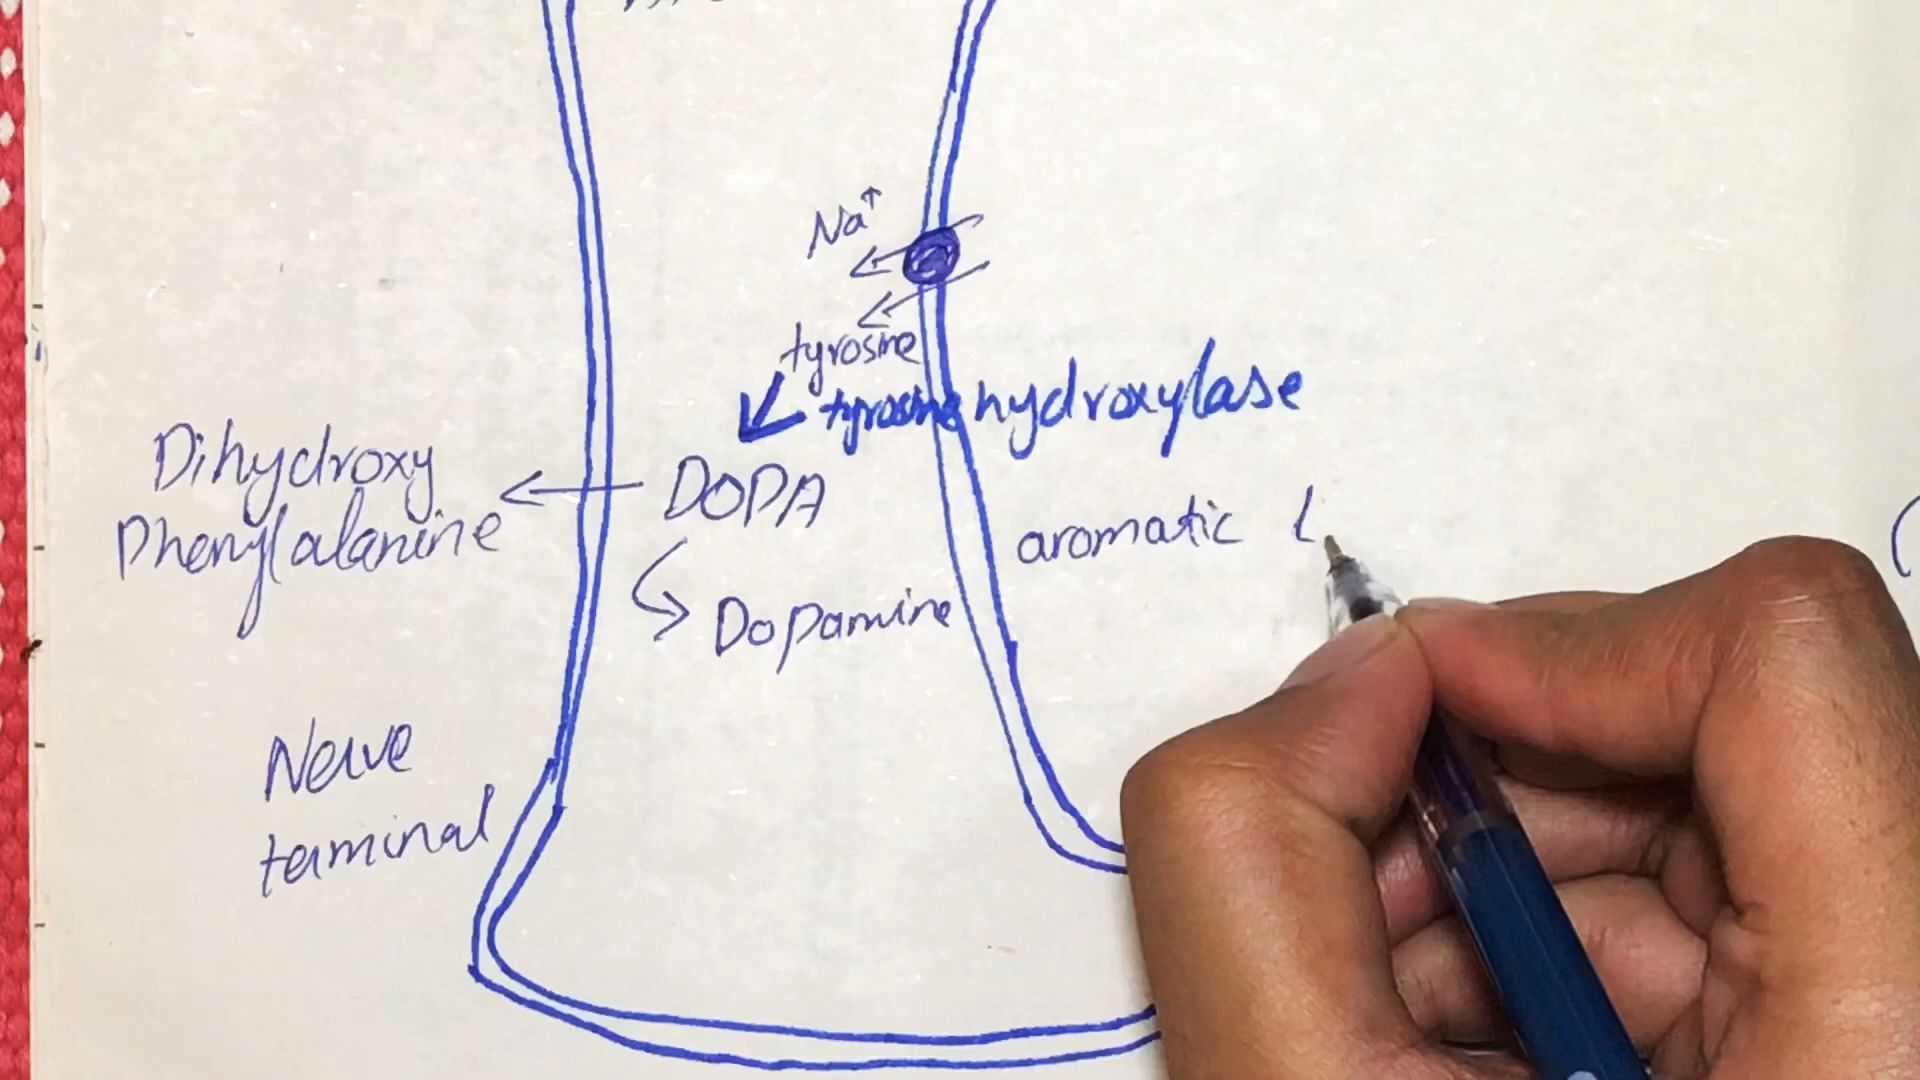 Na⁺
tyrosine
tyrosine hydroxylase
Dihydroxy
Phenylalanine
DOPA
aromatic L
Dopamine
Nerve
terminal